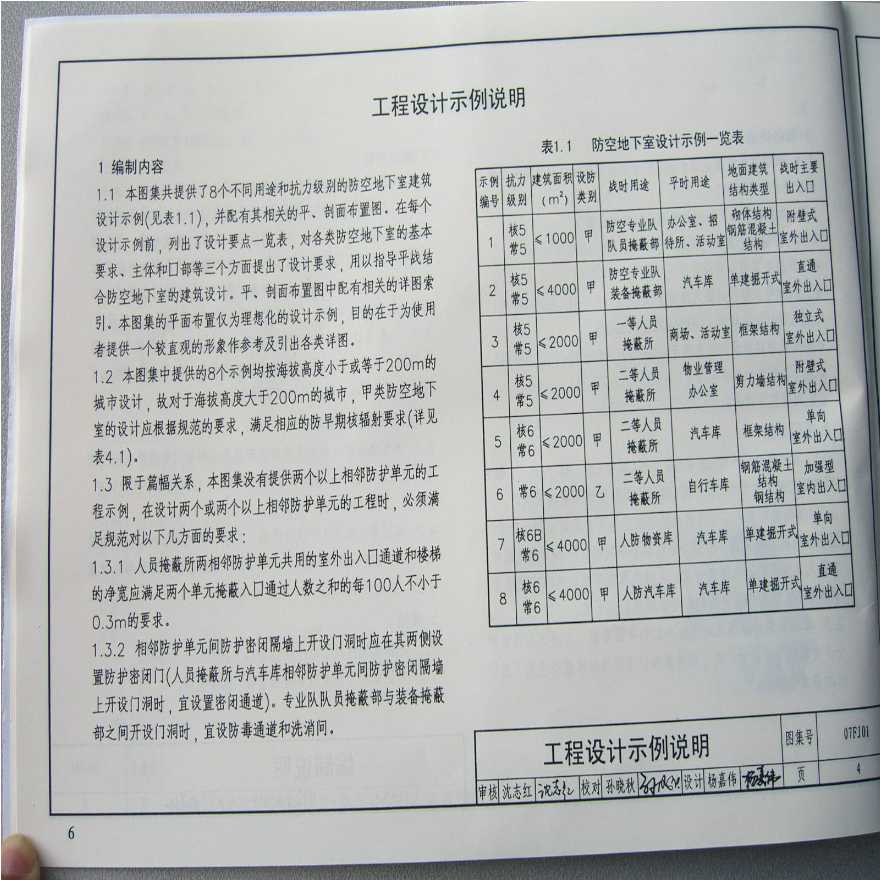 工程设计示例说明
1 编制内容
1.1 本图集共提供了8个不同用途和抗力级别的防空地下室建筑
设计示例(见表1.1)，并配有其相关的平、剖面布置图。在每个
设计示例前，列出了设计要点一览表，对各类防空地下室的基本
要求、主体和口部等三个方面提出了设计要求，用以指导平战结
合防空地下室的建筑设计。平、剖面布置图中配有相关的详图索
引。本图集的平面布置仅为理想化的设计示例，目的在于为使用
者提供一个较直观的形象作参考及引出各类详图。
1.2 本图集中提供的8个示例均按海拔高度小于或等于200m的
城市设计，故对于海拔高度大于200m的城市，甲类防空地下
室的设计应根据规范的要求，满足相应的防早期核辐射要求(详见
表4.1)。
1.3 限于篇幅关系，本图集没有提供两个以上相邻防护单元的工
程示例，在设计两个或两个以上相邻防护单元的工程时，必须满
足规范对以下几方面的要求：
1.3.1 人员掩蔽所两相邻防护单元共用的室外出入口通道和楼梯
的净宽应满足两个单元掩蔽入口通过人数之和的每100人不小于
0.3m的要求。
1.3.2 相邻防护单元间防护密闭隔墙上开设门洞时应在其两侧设
置防护密闭门(人员掩蔽所与汽车库相邻防护单元间防护密闭隔墙
上开设门洞时，宜设置密闭通道)。专业队队员掩蔽部与装备掩蔽
部之间开设门洞时，宜设防毒通道和洗消间。
表1.1 防空地下室设计示例一览表
示例编号 抗力级别 建筑面积(m²) 设防类别 战时用途 平时用途 地面建筑结构类型 战时主要出入口
1 核5常5 ≤1000 甲 防空专业队队员掩蔽部 办公室、招待所、活动室 砌体结构钢筋混凝土结构 附壁式室外出入口
2 核5常5 ≤4000 甲 防空专业队装备掩蔽部 汽车库 单建掘开式 直通室外出入口
3 核5常5 ≤2000 甲 一等人员掩蔽所 商场、活动室 框架结构 独立式室外出入口
4 核5常5 ≤2000 甲 二等人员掩蔽所 物业管理办公室 剪力墙结构 附壁式室外出入口
5 核6常6 ≤2000 甲 二等人员掩蔽所 汽车库 框架结构 单向室外出入口
6 常6 ≤2000 乙 二等人员掩蔽所 自行车库 钢筋混凝土结构钢结构 加强型室内出入口
7 核6B常6 ≤4000 甲 人防物资库 汽车库 单建掘开式 单向室外出入口
8 核6常6 ≤4000 甲 人防汽车库 汽车库 单建掘开式 直通室外出入口
工程设计示例说明 图集号 07FJ01
审核 沈志红 沈志红 校对 孙晓秋 设计 杨嘉伟 杨嘉伟 页 4
6